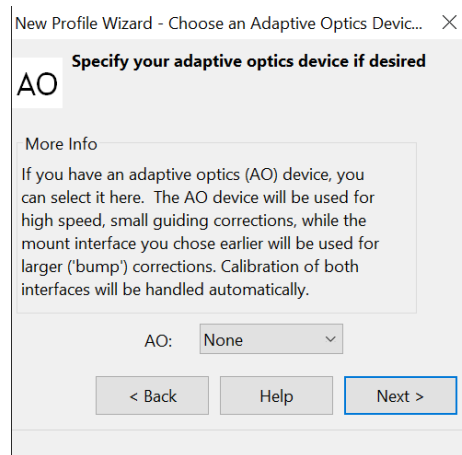 New Profile Wizard - Choose an Adaptive Optics Devic...
Specify your adaptive optics device if desired
AO
More Info
If you have an adaptive optics (AO) device, you
can select it here.  The AO device will be used for
high speed, small guiding corrections, while the
mount interface you chose earlier will be used for
larger ('bump') corrections. Calibration of both
interfaces will be handled automatically.
AO: None
< Back Help Next >